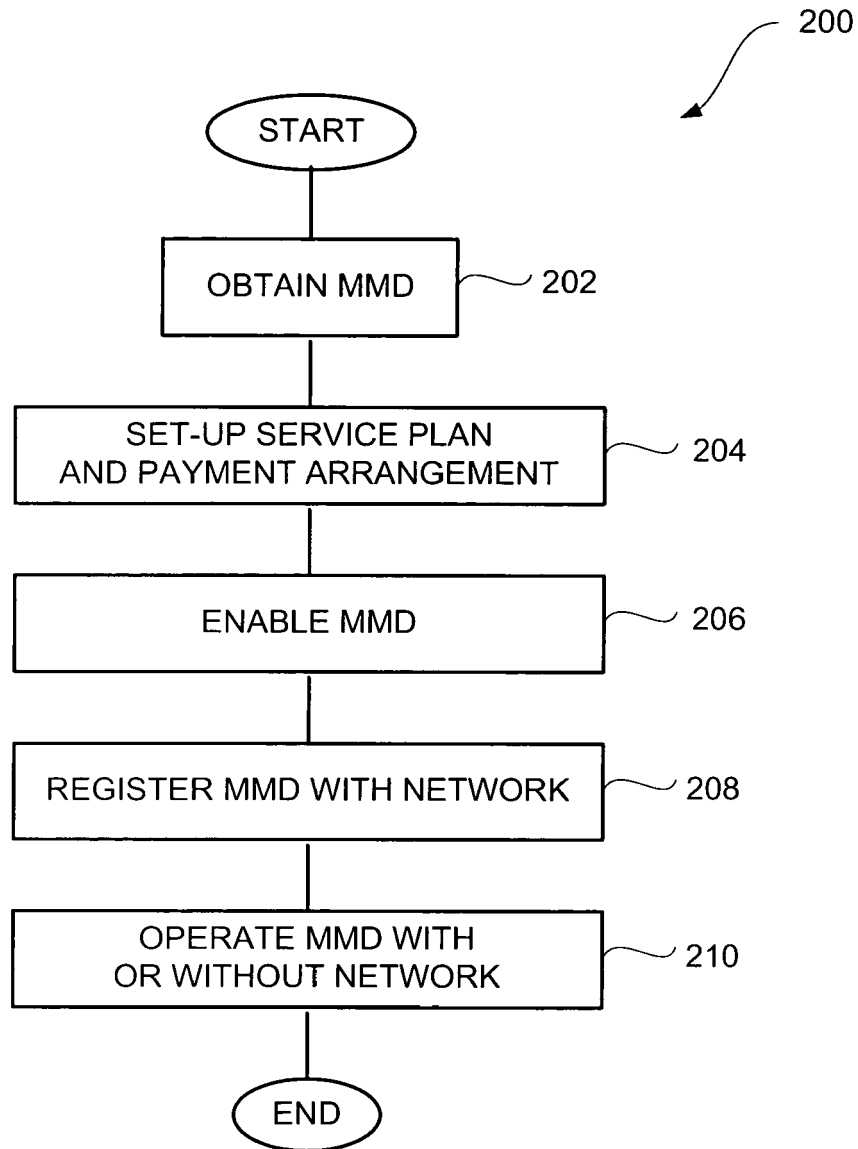 200
START
OBTAIN MMD
202
SET-UP SERVICE PLAN
AND PAYMENT ARRANGEMENT
204
ENABLE MMD
206
REGISTER MMD WITH NETWORK
208
OPERATE MMD WITH
OR WITHOUT NETWORK
210
END